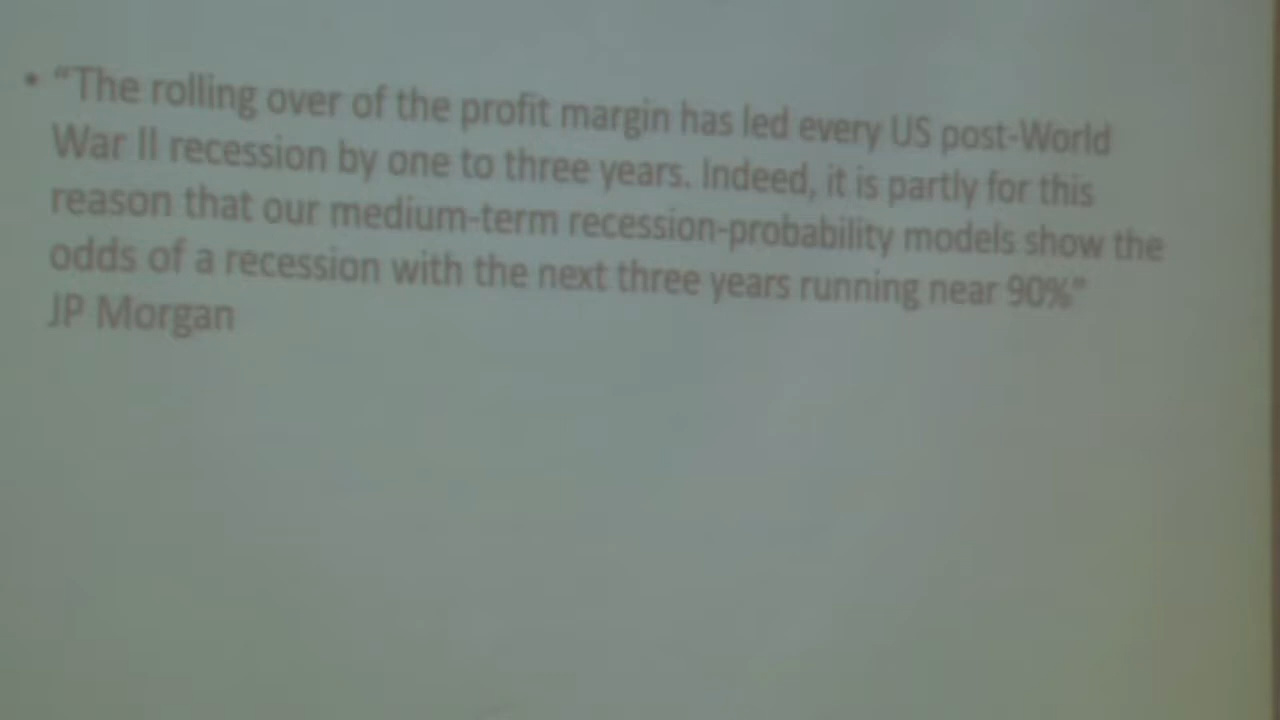 • “The rolling over of the profit margin has led every US post-World
War II recession by one to three years. Indeed, it is partly for this
reason that our medium-term recession-probability models show the
odds of a recession with the next three years running near 90%”
JP Morgan